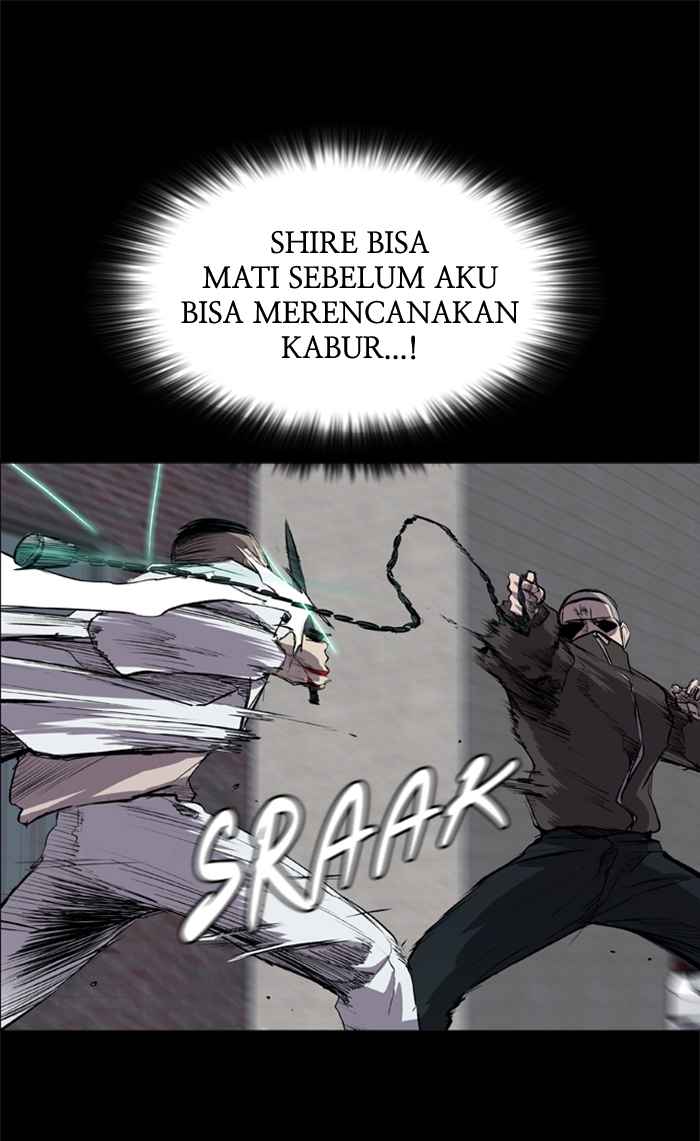 SHIRE BISA
MATI SEBELUM AKU
BISA MERENCANAKAN
KABUR...!
SRAAK